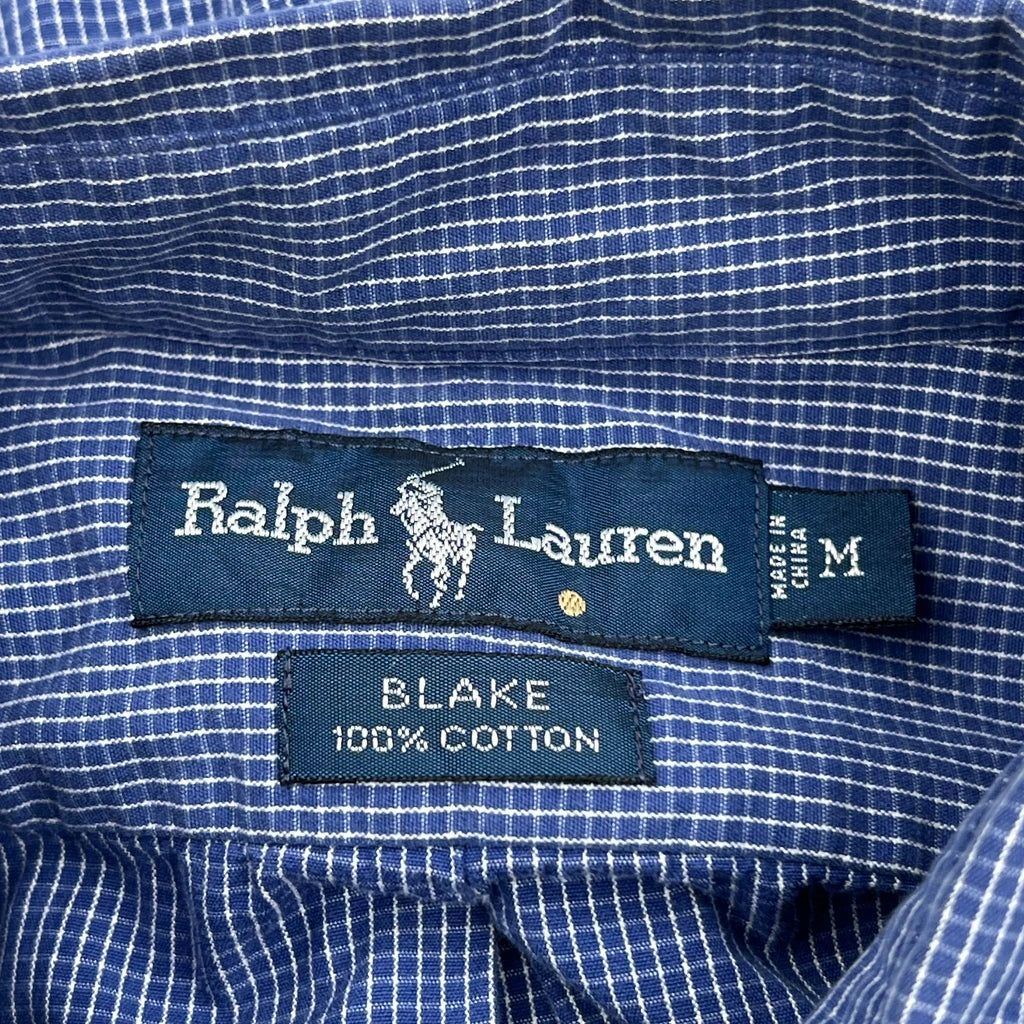 Ralph Lauren
MADE IN
CHINA
M
BLAKE
100% COTTON